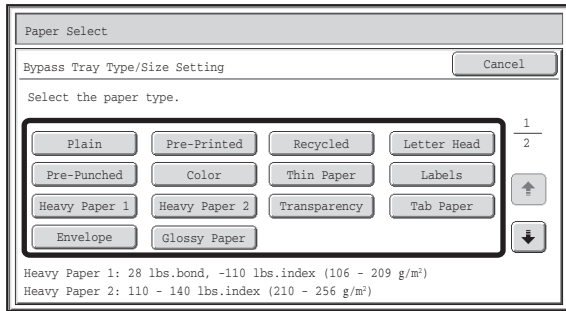 Paper Select
Bypass Tray Type/Size Setting Cancel
Select the paper type.
1
2
Plain Pre-Printed Recycled Letter Head
Pre-Punched Color Thin Paper Labels
Heavy Paper 1 Heavy Paper 2 Transparency Tab Paper
Envelope Glossy Paper
Heavy Paper 1: 28 lbs.bond, -110 lbs.index (106 - 209 g/m²)
Heavy Paper 2: 110 - 140 lbs.index (210 - 256 g/m²)